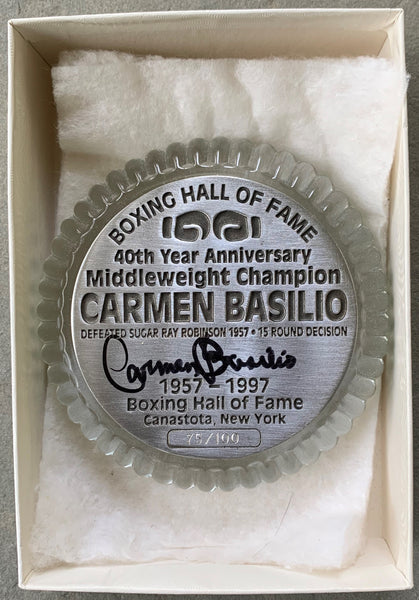 BOXING HALL OF FAME
40th Year Anniversary
Middleweight Champion
CARMEN BASILIO
DEFEATED SUGAR RAY ROBINSON 1957 • 15 ROUND DECISION
Carmen Basilio
1957 - 1997
Boxing Hall of Fame
Canastota, New York
75/100